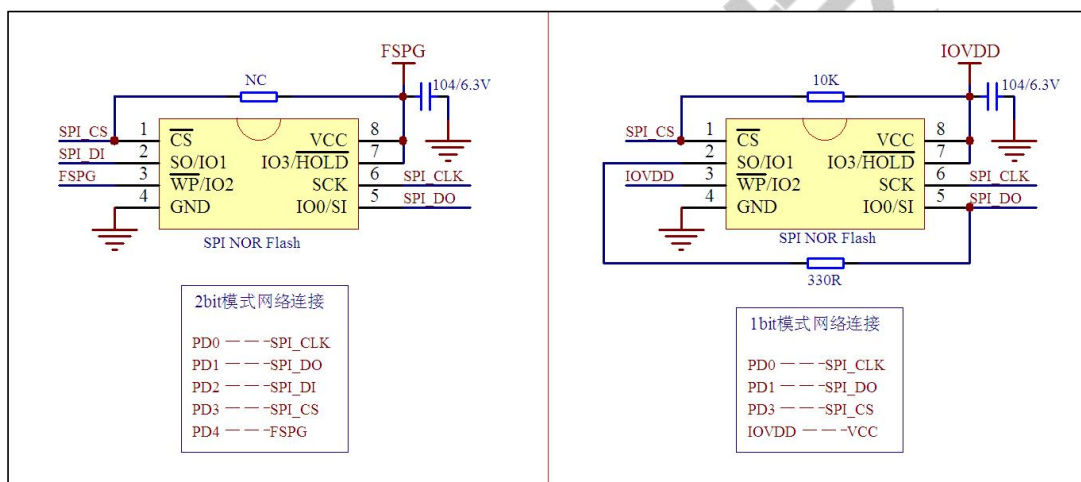 FSPG
NC
104/6.3V
SPI_CS
1
CS
VCC
8
SPI_DI
2
SO/IO1
IO3/HOLD
7
FSPG
3
WP/IO2
SCK
6
SPI_CLK
4
GND
IO0/SI
5
SPI_DO
SPI NOR Flash
2bit模式网络连接
PD0 — — —SPI_CLK
PD1 — — —SPI_DO
PD2 — — —SPI_DI
PD3 — — —SPI_CS
PD4 — — —FSPG
IOVDD
10K
104/6.3V
SPI_CS
1
CS
VCC
8
2
SO/IO1
IO3/HOLD
7
IOVDD
3
WP/IO2
SCK
6
SPI_CLK
4
GND
IO0/SI
5
SPI_DO
SPI NOR Flash
330R
1bit模式网络连接
PD0 — — —SPI_CLK
PD1 — — —SPI_DO
PD3 — — —SPI_CS
IOVDD — — —VCC